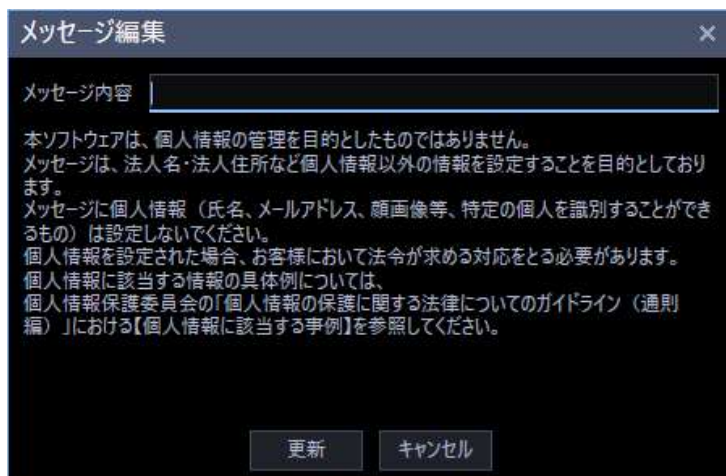 メッセージ編集
メッセージ内容
本ソフトウェアは、個人情報の管理を目的としたものではありません。
メッセージは、法人名・法人住所など個人情報以外の情報を設定することを目的としており
ます。
メッセージに個人情報（氏名、メールアドレス、顔画像等、特定の個人を識別することができ
るもの）は設定しないでください。
個人情報を設定された場合、お客様において法令が求める対応をとる必要があります。
個人情報に該当する情報の具体例については、
個人情報保護委員会の「個人情報の保護に関する法律についてのガイドライン（通則
編）」における【個人情報に該当する事例】を参照してください。
更新 キャンセル